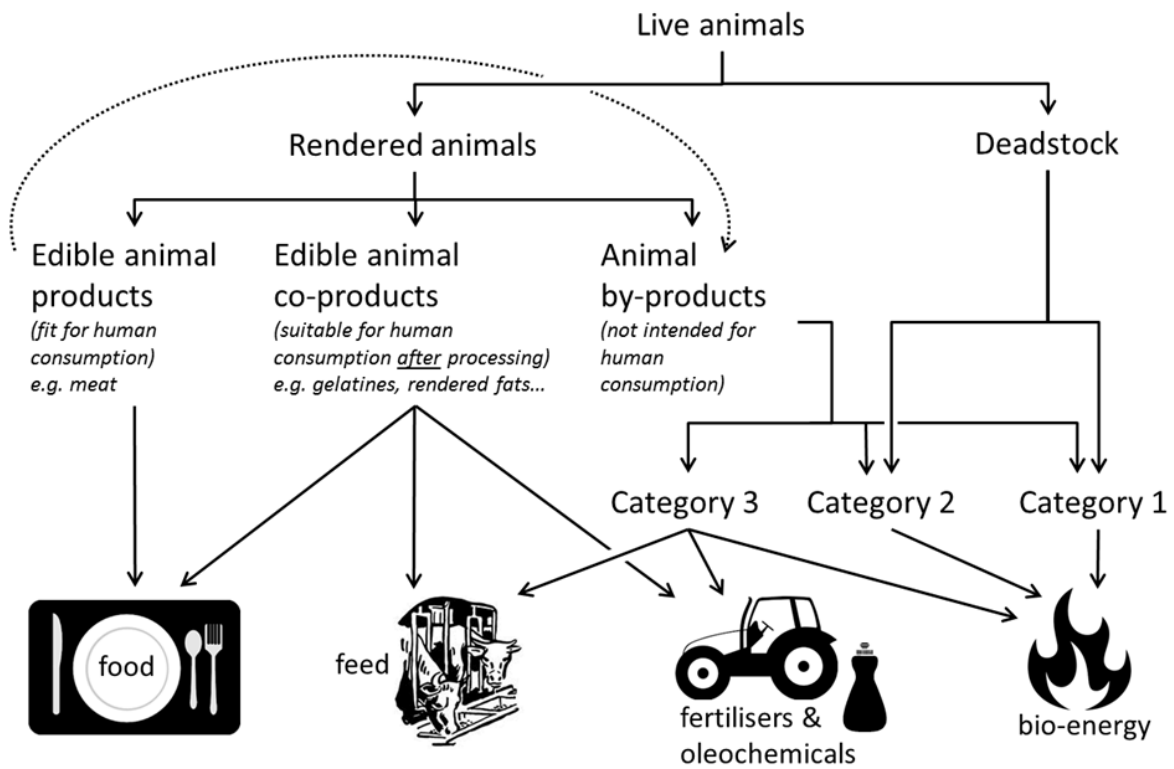 Live animals
Rendered animals
Deadstock
Edible animal
products
(fit for human
consumption)
e.g. meat
Edible animal
co-products
(suitable for human
consumption after processing)
e.g. gelatines, rendered fats...
Animal
by-products
(not intended for
human
consumption)
Category 3
Category 2
Category 1
food
feed
fertilisers &
oleochemicals
bio-energy